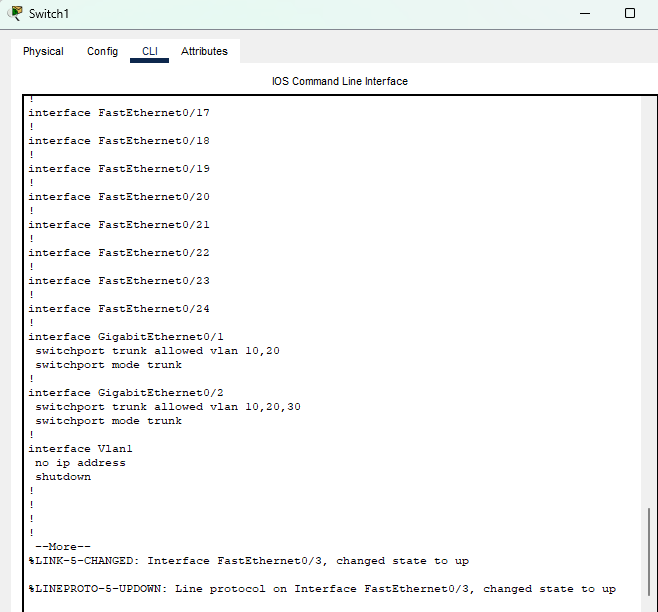 Switch1
Physical Config CLI Attributes
IOS Command Line Interface
!
interface FastEthernet0/17
!
interface FastEthernet0/18
!
interface FastEthernet0/19
!
interface FastEthernet0/20
!
interface FastEthernet0/21
!
interface FastEthernet0/22
!
interface FastEthernet0/23
!
interface FastEthernet0/24
!
interface GigabitEthernet0/1
 switchport trunk allowed vlan 10,20
 switchport mode trunk
!
interface GigabitEthernet0/2
 switchport trunk allowed vlan 10,20,30
 switchport mode trunk
!
interface Vlan1
 no ip address
 shutdown
!
!
!
!
 --More--
%LINK-5-CHANGED: Interface FastEthernet0/3, changed state to up
%LINEPROTO-5-UPDOWN: Line protocol on Interface FastEthernet0/3, changed state to up